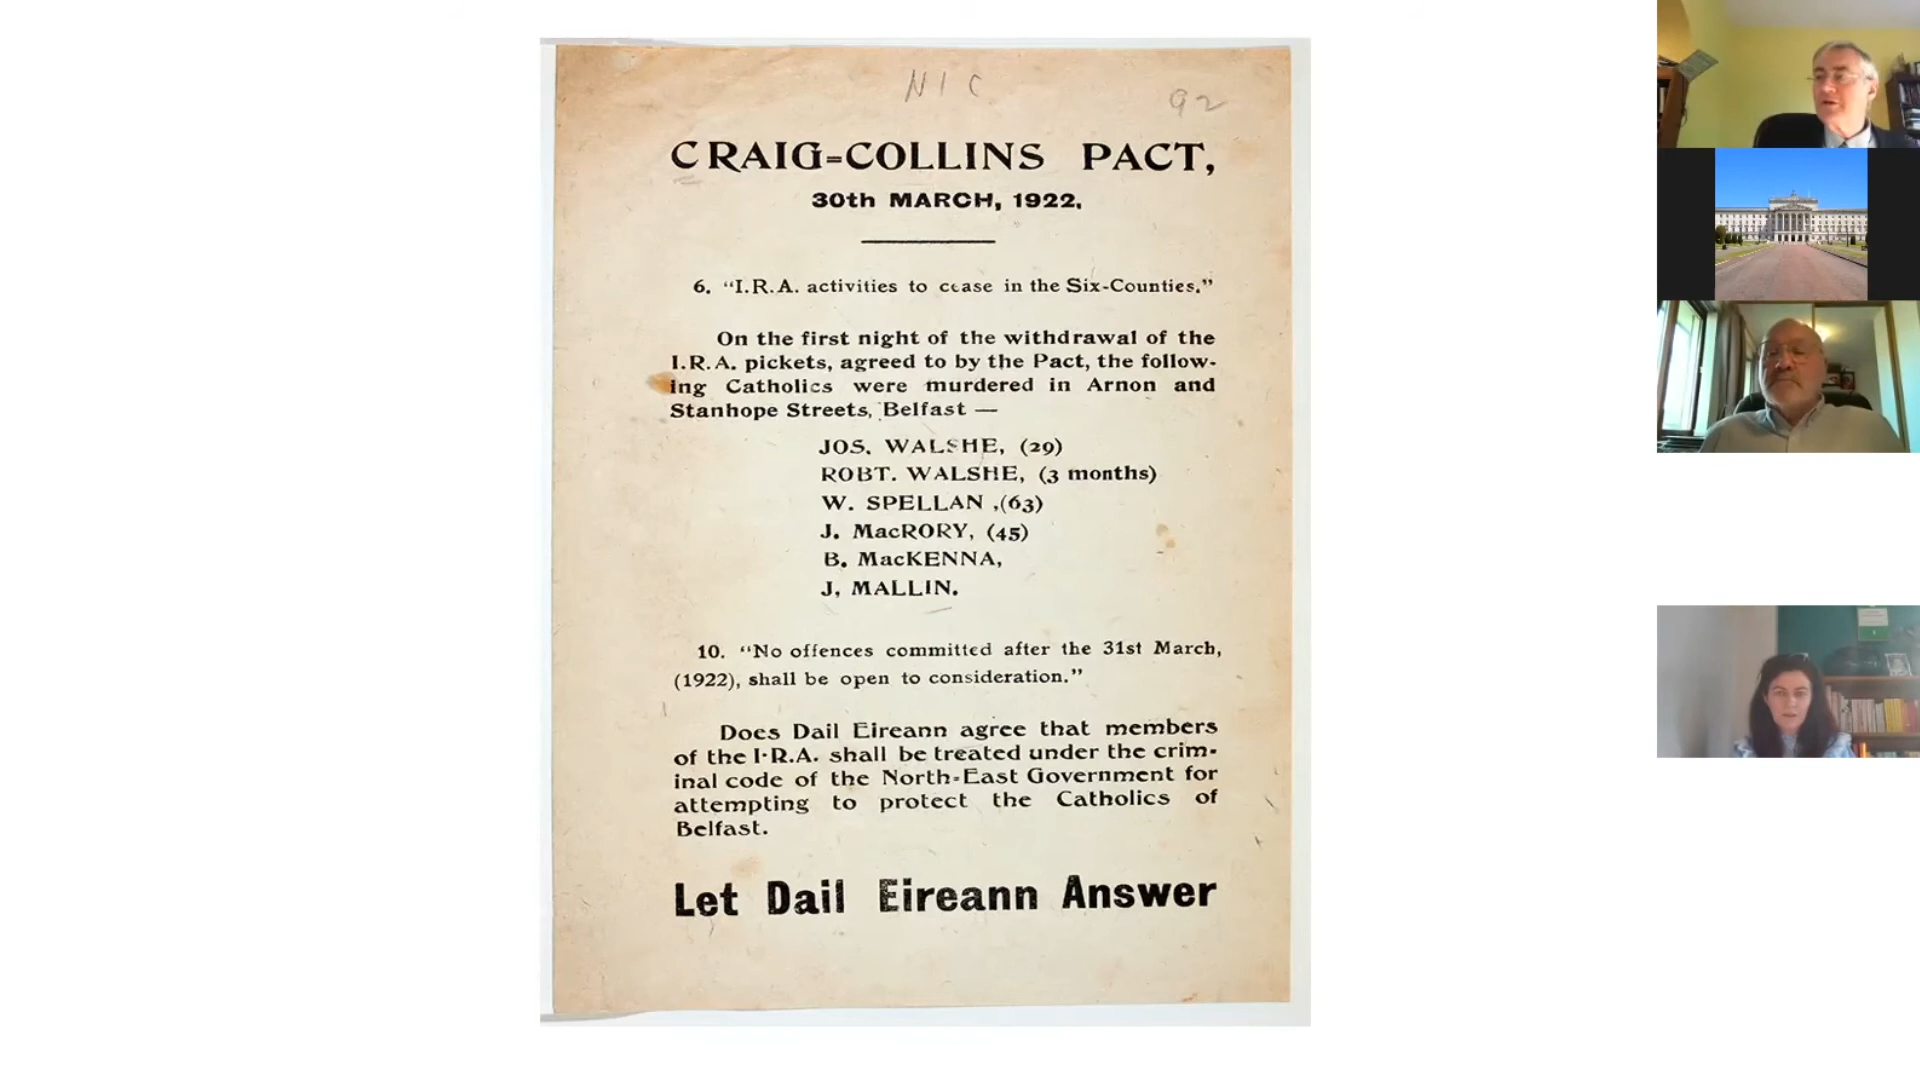 NIC
92
CRAIG=COLLINS PACT,
30th MARCH, 1922.
6. “I.R.A. activities to cease in the Six-Counties.”
On the first night of the withdrawal of the
I.R.A. pickets, agreed to by the Pact, the follow-
ing Catholics were murdered in Arnon and
Stanhope Streets, Belfast —
JOS. WALSHE, (29)
ROBT. WALSHE, (3 months)
W. SPELLAN ,(63)
J. MacRORY, (45)
B. MacKENNA,
J, MALLIN.
10. “No offences committed after the 31st March,
(1922), shall be open to consideration.”
Does Dail Eireann agree that members
of the I·R.A. shall be treated under the crim-
inal code of the North-East Government for
attempting to protect the Catholics of
Belfast.
Let Dail Eireann Answer